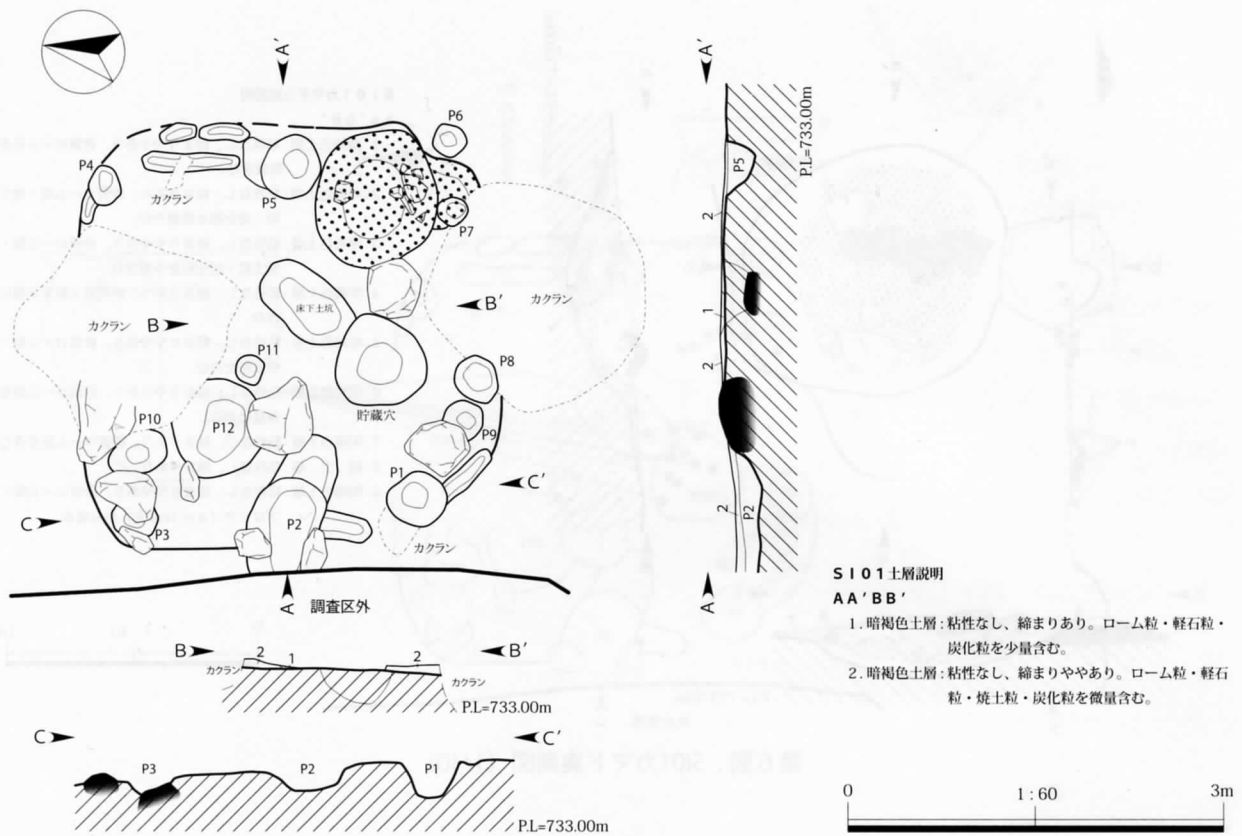 A'
P6
P4
カクラン
P5
P7
床下土坑
カクラン
B
B'
カクラン
P11
P8
貯蔵穴
P10
P12
P9
P1
C'
C
P3
P2
カクラン
A
調査区外
B
2
1
2
B'
カクラン
カクラン
P.L=733.00m
C
P3
P2
P1
C'
P.L=733.00m
A'
P.L=733.00m
P5
2
1
2
2
P2
A
SI01土層説明
AA'BB'
1.暗褐色土層:粘性なし、締まりあり。ローム粒・軽石粒・
炭化粒を少量含む。
2.暗褐色土層:粘性なし、締まりややあり。ローム粒・軽石
粒・焼土粒・炭化粒を微量含む。
0
1:60
3m